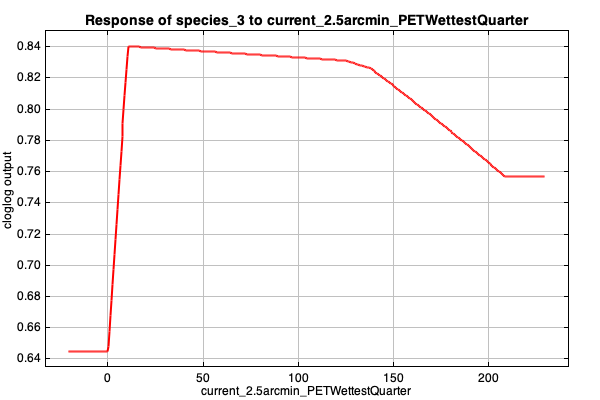 Response of species_3 to current_2.5arcmin_PETWettestQuarter
0.84
0.82
0.80
0.78
0.76
0.74
0.72
0.70
0.68
0.66
0.64
cloglog output
0 50 100 150 200
current_2.5arcmin_PETWettestQuarter